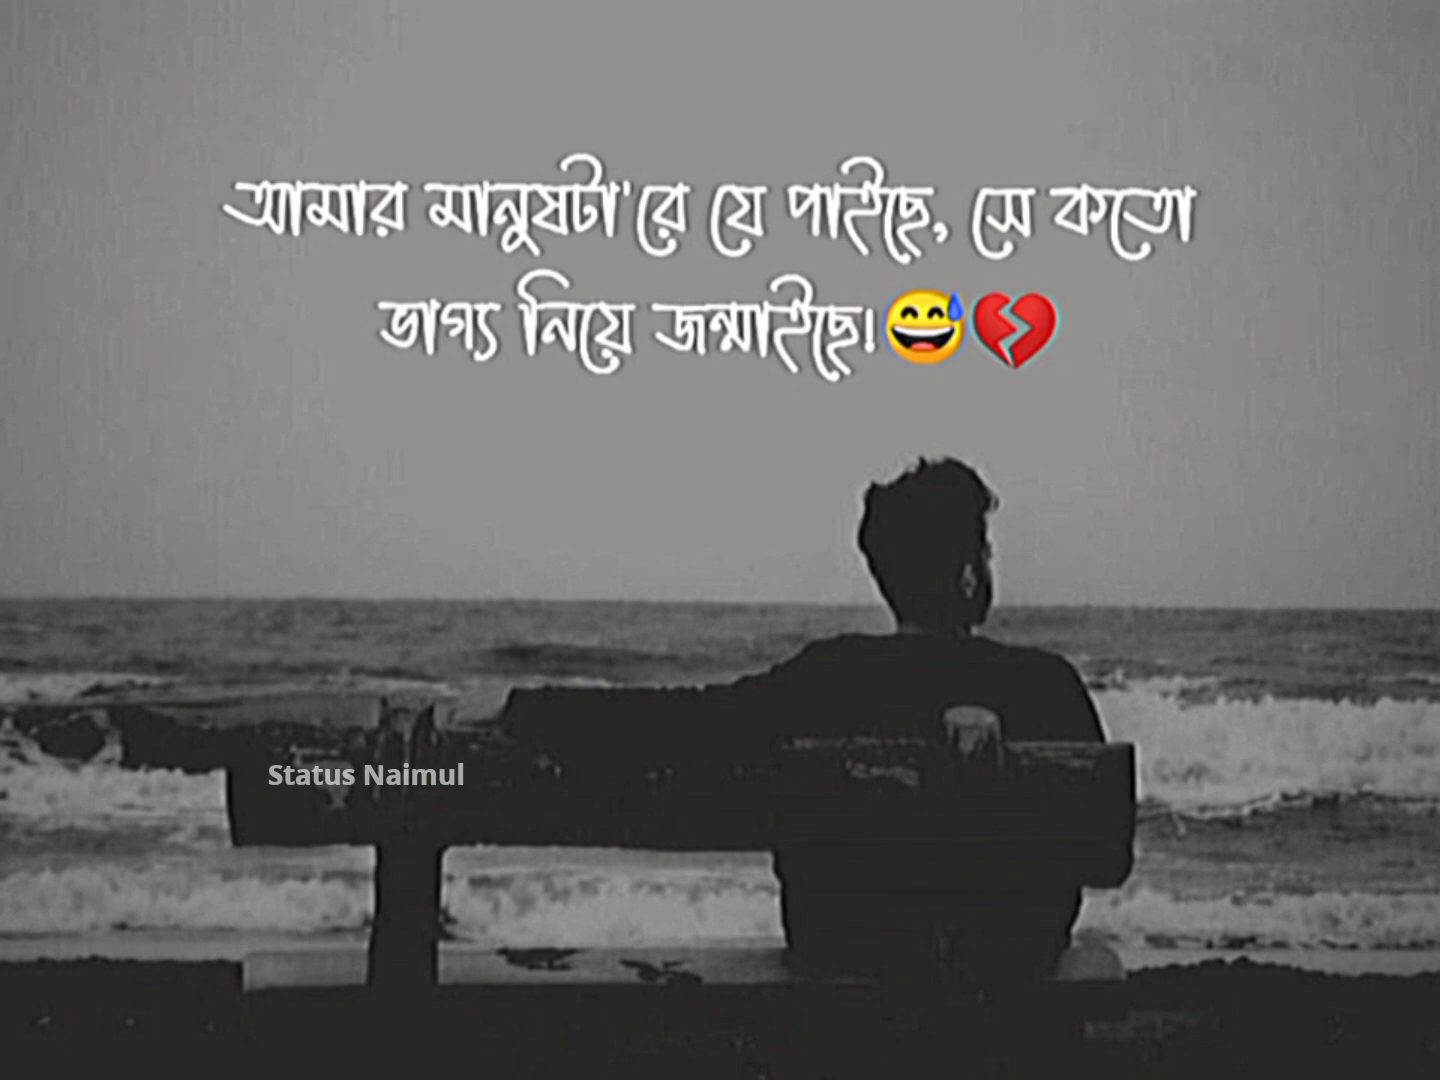 আমার মানুষটা'রে যে পাইছে, সে কতো
ভাগ্য নিয়ে জন্মাইছে!😅💔
Status Naimul